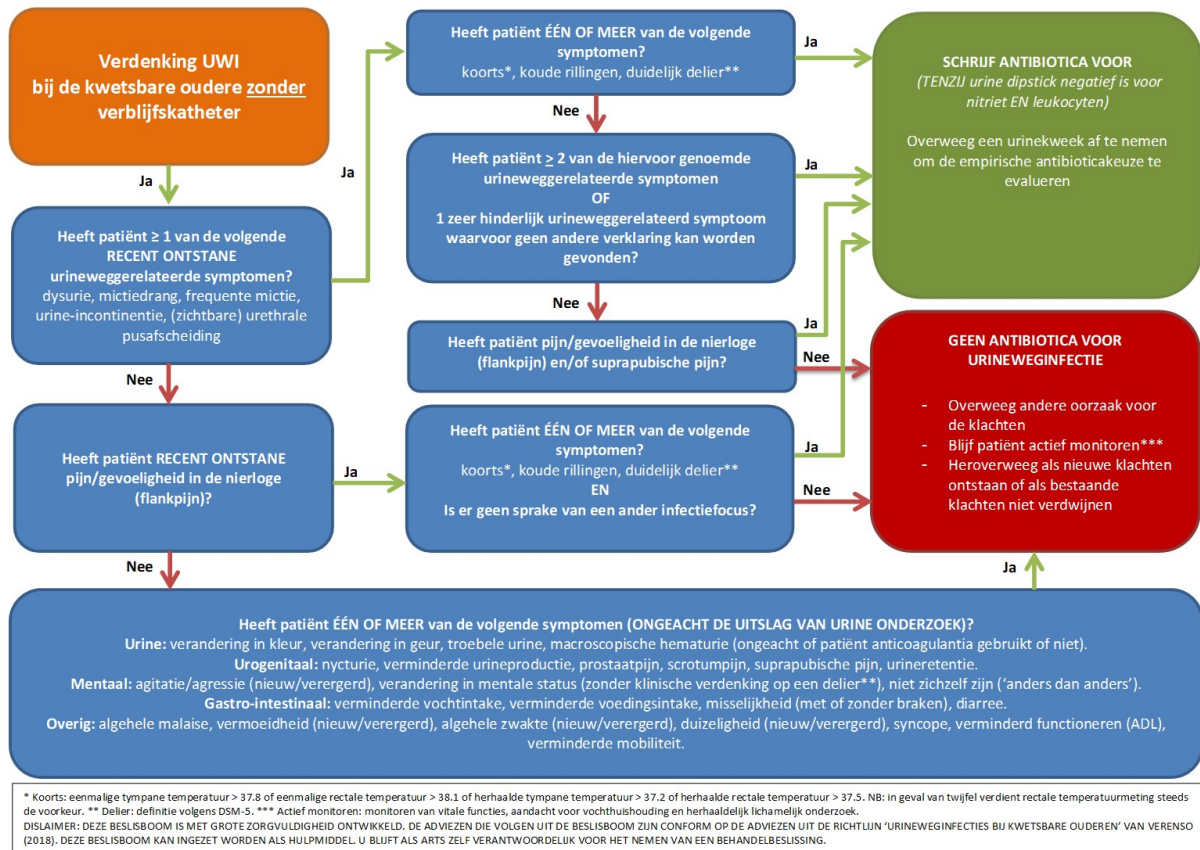 Verdenking UWI
bij de kwetsbare oudere zonder
verblijfskatheter
Ja
Heeft patiënt ≥ 1 van de volgende
RECENT ONTSTANE
urineweggerelateerde symptomen?
dysurie, mictiedrang, frequente mictie,
urine-incontinentie, (zichtbare) urethrale
pusafscheiding
Ja
Nee
Heeft patiënt ÉÉN OF MEER van de volgende
symptomen?
koorts*, koude rillingen, duidelijk delier**
Ja
Nee
Heeft patiënt ≥ 2 van de hiervoor genoemde
urineweggerelateerde symptomen
OF
1 zeer hinderlijk urineweggerelateerd symptoom
waarvoor geen andere verklaring kan worden
gevonden?
Ja
Nee
Heeft patiënt pijn/gevoeligheid in de nierloge
(flankpijn) en/of suprapubische pijn?
Ja
Nee
SCHRIJF ANTIBIOTICA VOOR
(TENZIJ urine dipstick negatief is voor
nitriet EN leukocyten)
Overweeg een urinekweek af te nemen
om de empirische antibioticakeuze te
evalueren
Heeft patiënt RECENT ONTSTANE
pijn/gevoeligheid in de nierloge
(flankpijn)?
Ja
Nee
Heeft patiënt ÉÉN OF MEER van de volgende
symptomen?
koorts*, koude rillingen, duidelijk delier**
EN
Is er geen sprake van een ander infectiefocus?
Ja
Nee
GEEN ANTIBIOTICA VOOR
URINEWEGINFECTIE
- Overweeg andere oorzaak voor
de klachten
- Blijf patiënt actief monitoren***
- Heroverweeg als nieuwe klachten
ontstaan of als bestaande
klachten niet verdwijnen
Ja
Heeft patiënt ÉÉN OF MEER van de volgende symptomen (ONGEACHT DE UITSLAG VAN URINE ONDERZOEK)?
Urine: verandering in kleur, verandering in geur, troebele urine, macroscopische hematurie (ongeacht of patiënt anticoagulantia gebruikt of niet).
Urogenitaal: nycturie, verminderde urineproductie, prostaatpijn, scrotumpijn, suprapubische pijn, urineretentie.
Mentaal: agitatie/agressie (nieuw/verergerd), verandering in mentale status (zonder klinische verdenking op een delier**), niet zichzelf zijn (‘anders dan anders’).
Gastro-intestinaal: verminderde vochtintake, verminderde voedingsintake, misselijkheid (met of zonder braken), diarree.
Overig: algehele malaise, vermoeidheid (nieuw/verergerd), algehele zwakte (nieuw/verergerd), duizeligheid (nieuw/verergerd), syncope, verminderd functioneren (ADL),
verminderde mobiliteit.
* Koorts: eenmalige tympane temperatuur > 37.8 of eenmalige rectale temperatuur > 38.1 of herhaalde tympane temperatuur > 37.2 of herhaalde rectale temperatuur > 37.5. NB: in geval van twijfel verdient rectale temperatuurmeting steeds
de voorkeur. ** Delier: definitie volgens DSM-5. *** Actief monitoren: monitoren van vitale functies, aandacht voor vochthuishouding en herhaaldelijk lichamelijk onderzoek.
DISLAIMER: DEZE BESLISBOOM IS MET GROTE ZORGVULDIGHEID ONTWIKKELD. DE ADVIEZEN DIE VOLGEN UIT DE BESLISBOOM ZIJN CONFORM OP DE ADVIEZEN UIT DE RICHTLIJN ‘URINEWEGINFECTIES BIJ KWETSBARE OUDEREN’ VAN VERENSO
(2018). DEZE BESLISBOOM KAN INGEZET WORDEN ALS HULPMIDDEL. U BLIJFT ALS ARTS ZELF VERANTWOORDELIJK VOOR HET NEMEN VAN EEN BEHANDELBESLISSING.